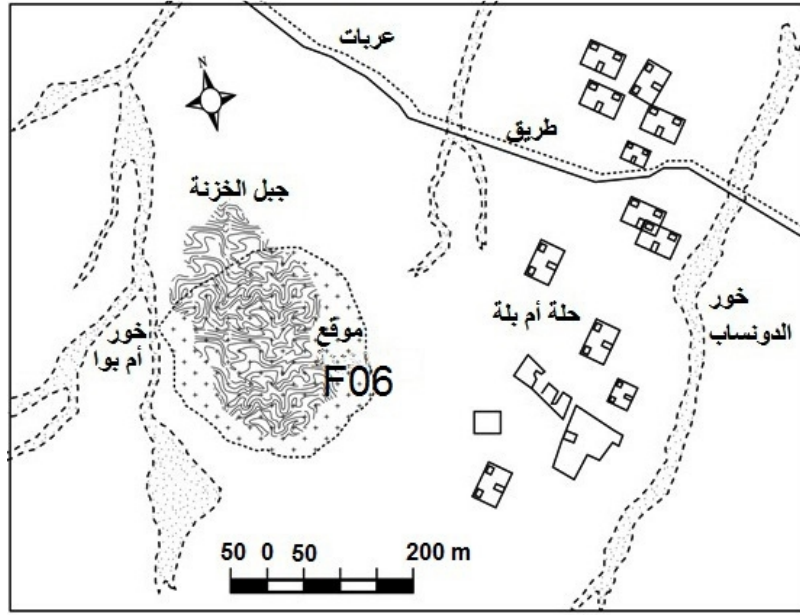 عربات
N
طريق
جبل الخزنة
خور
الدونساب
حلة أم بلة
موقع
F06
خور
أم بوا
50 0 50 200 m